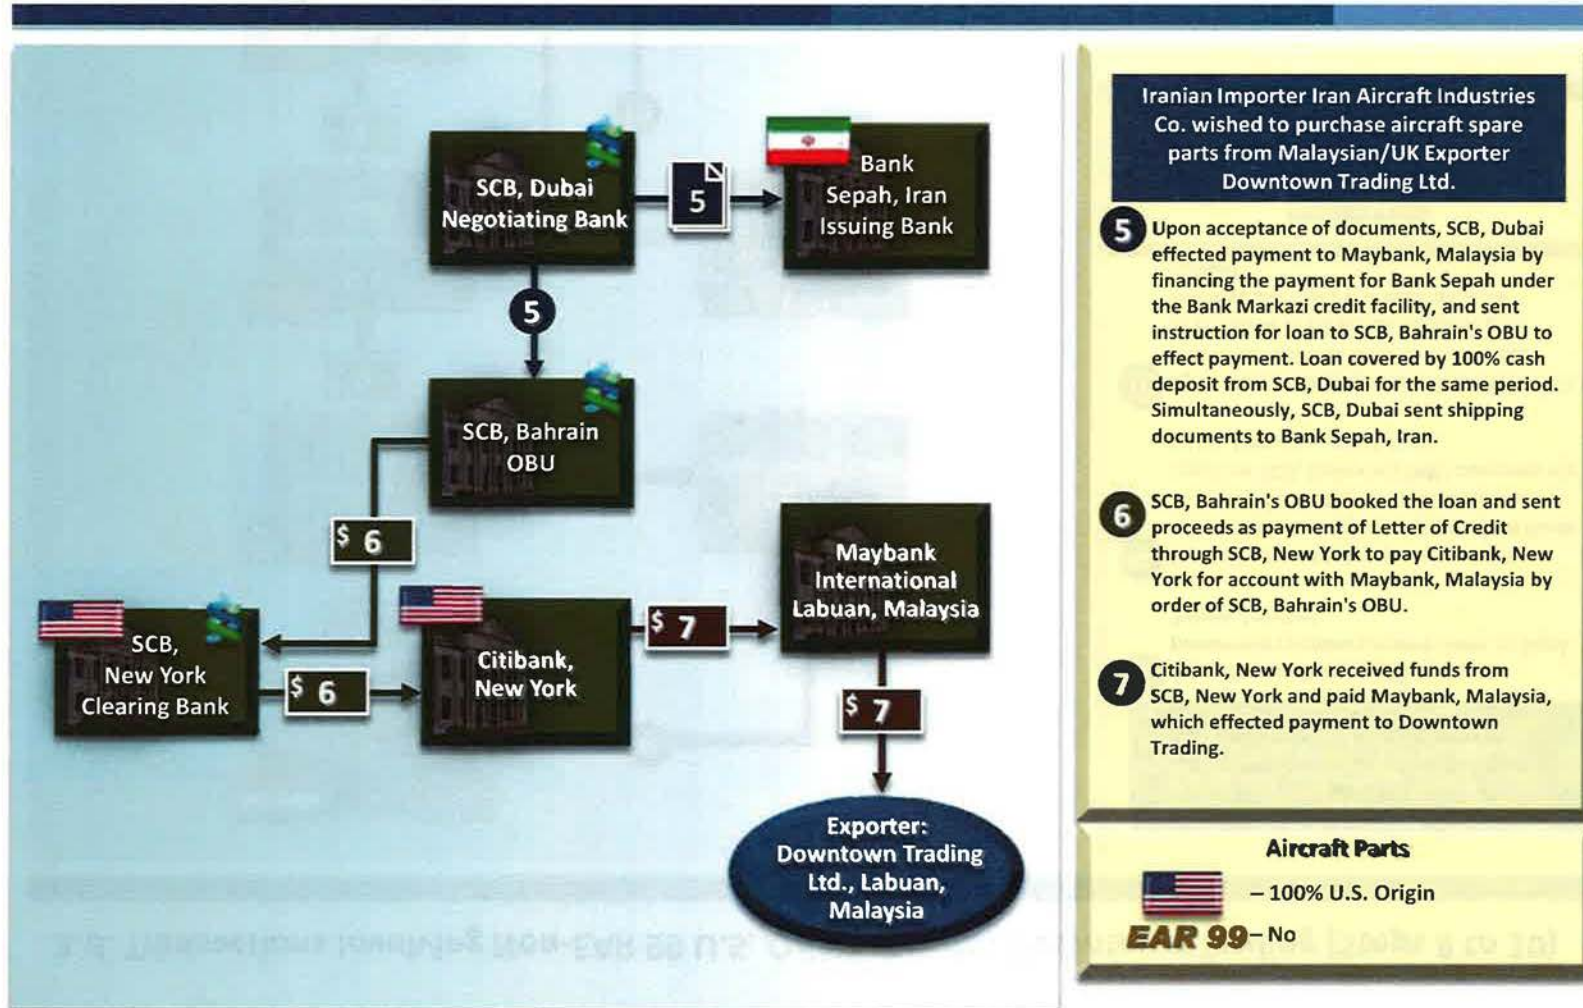 SCB, Dubai
Negotiating Bank
5
Bank
Sepah, Iran
Issuing Bank
5
SCB, Bahrain
OBU
$ 6
SCB,
New York
Clearing Bank
$ 6
Citibank,
New York
$ 7
Maybank
International
Labuan, Malaysia
$ 7
Exporter:
Downtown Trading
Ltd., Labuan,
Malaysia
Iranian Importer Iran Aircraft Industries
Co. wished to purchase aircraft spare
parts from Malaysian/UK Exporter
Downtown Trading Ltd.
5 Upon acceptance of documents, SCB, Dubai
effected payment to Maybank, Malaysia by
financing the payment for Bank Sepah under
the Bank Markazi credit facility, and sent
instruction for loan to SCB, Bahrain's OBU to
effect payment. Loan covered by 100% cash
deposit from SCB, Dubai for the same period.
Simultaneously, SCB, Dubai sent shipping
documents to Bank Sepah, Iran.
6 SCB, Bahrain's OBU booked the loan and sent
proceeds as payment of Letter of Credit
through SCB, New York to pay Citibank, New
York for account with Maybank, Malaysia by
order of SCB, Bahrain's OBU.
7 Citibank, New York received funds from
SCB, New York and paid Maybank, Malaysia,
which effected payment to Downtown
Trading.
Aircraft Parts
– 100% U.S. Origin
EAR 99 – No